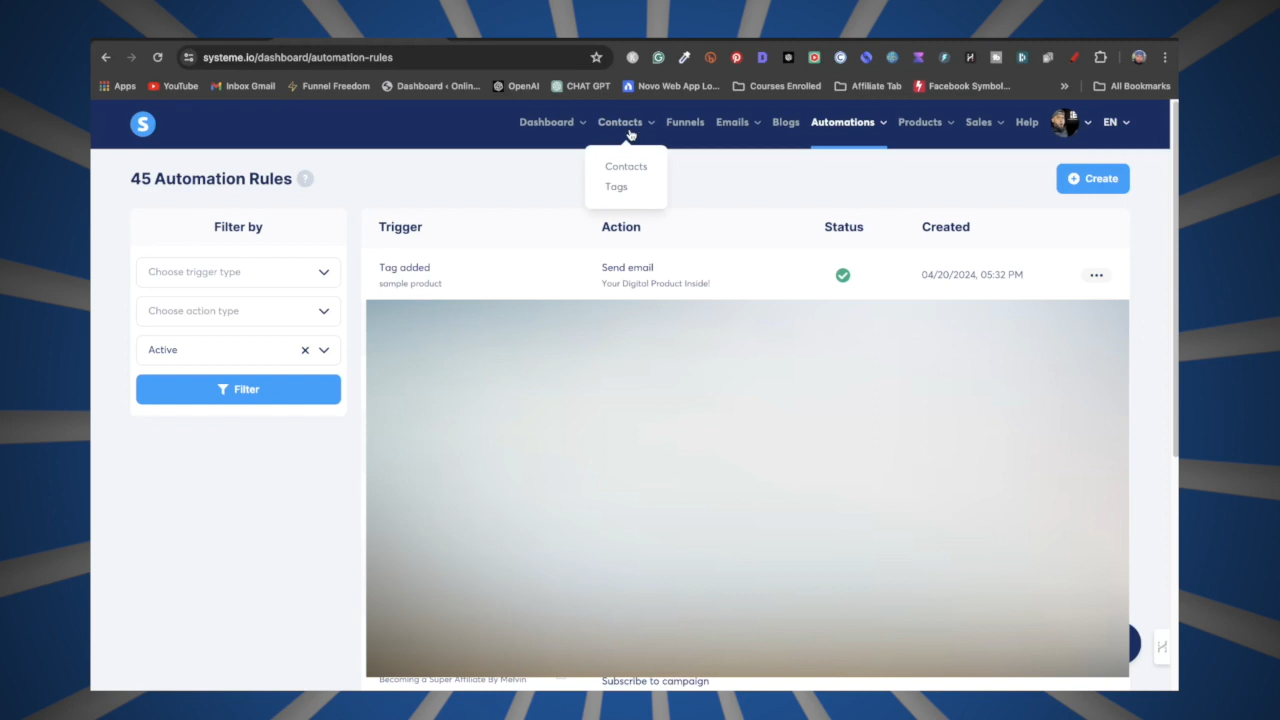 systeme.io/dashboard/automation-rules
Apps YouTube Inbox Gmail Funnel Freedom Dashboard ‹ Onlin... OpenAI CHAT GPT Novo Web App Lo... Courses Enrolled Affiliate Tab Facebook Symbol... » All Bookmarks
S Dashboard Contacts Funnels Emails Blogs Automations Products Sales Help EN
Contacts
Tags
45 Automation Rules ?
Create
Filter by
Choose trigger type
Choose action type
Active
Filter
Trigger Action Status Created
Tag added Send email 04/20/2024, 05:32 PM
sample product Your Digital Product Inside!
Becoming a Super Affiliate By Melvin
Subscribe to campaign